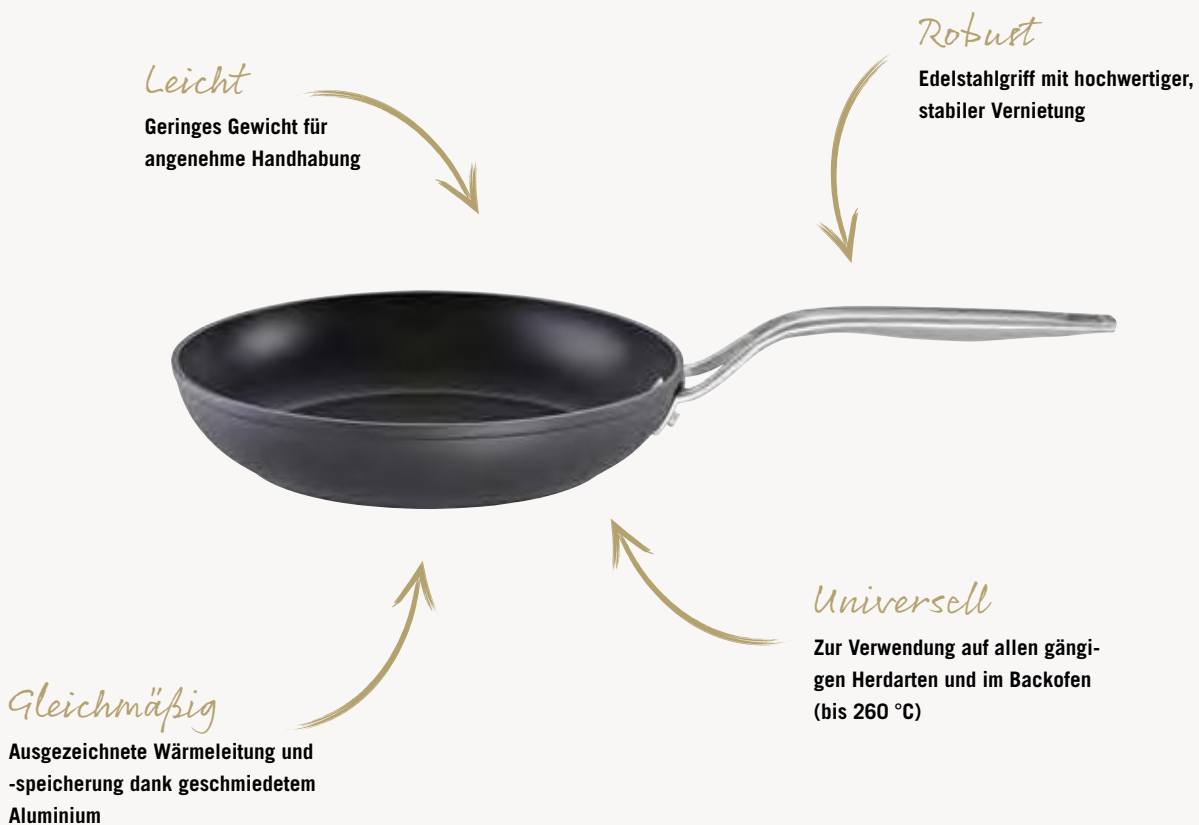 Robust
Edelstahlgriff mit hochwertiger,
stabiler Vernietung
Leicht
Geringes Gewicht für
angenehme Handhabung
Universell
Zur Verwendung auf allen gängi-
gen Herdarten und im Backofen
(bis 260 °C)
Gleichmäßig
Ausgezeichnete Wärmeleitung und
-speicherung dank geschmiedetem
Aluminium